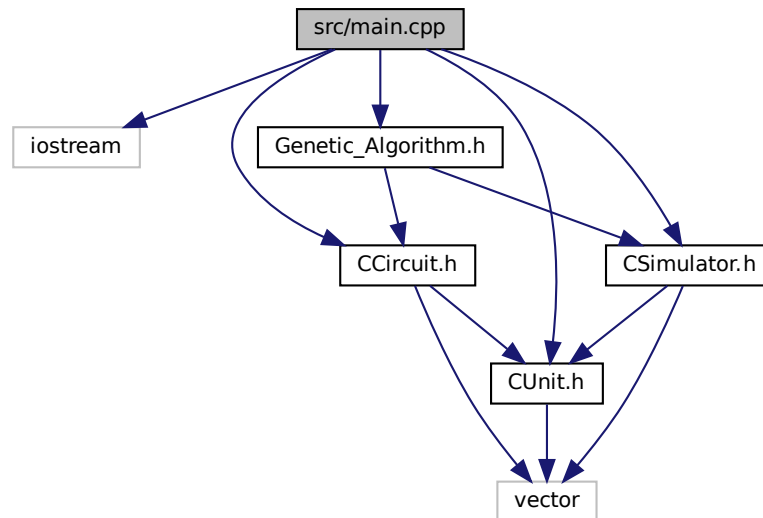 src/main.cpp
iostream
Genetic_Algorithm.h
CCircuit.h
CSimulator.h
CUnit.h
vector